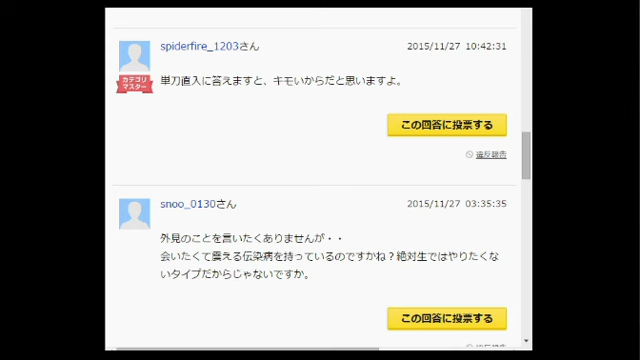 spiderfire_1203さん
2015/11/27 10:42:31
カテゴリ
マスター
単刀直入に答えますと、キモいからだと思いますよ。
この回答に投票する
違反報告
snoo_0130さん
2015/11/27 03:35:35
外見のことを言いたくありませんが・・
会いたくて震える伝染病を持っているのですかね？絶対生ではやりたくな
いタイプだからじゃないですか。
この回答に投票する